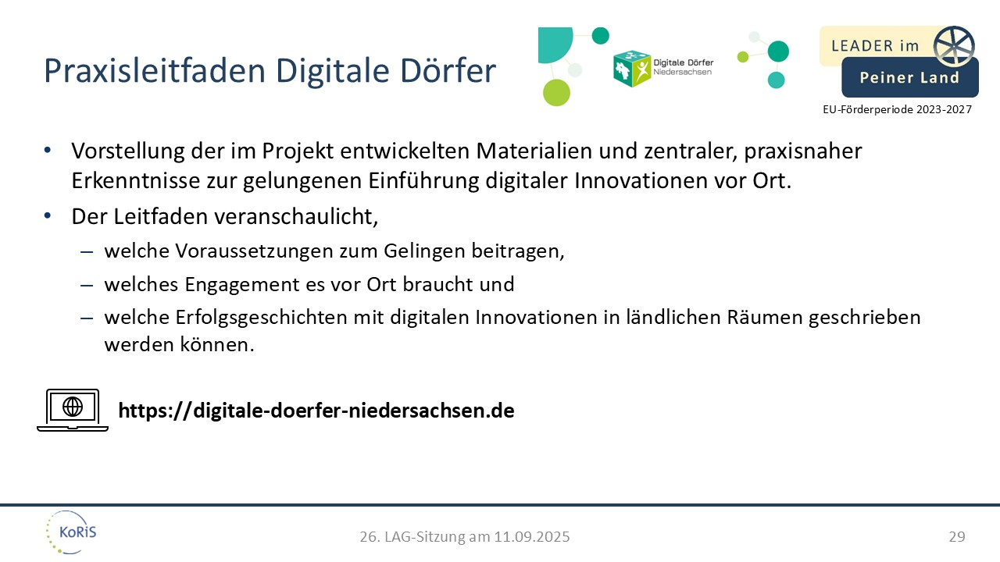 Praxisleitfaden Digitale Dörfer
Digitale Dörfer
Niedersachsen
LEADER im
Peiner Land
EU-Förderperiode 2023-2027
• Vorstellung der im Projekt entwickelten Materialien und zentraler, praxisnaher
Erkenntnisse zur gelungenen Einführung digitaler Innovationen vor Ort.
• Der Leitfaden veranschaulicht,
– welche Voraussetzungen zum Gelingen beitragen,
– welches Engagement es vor Ort braucht und
– welche Erfolgsgeschichten mit digitalen Innovationen in ländlichen Räumen geschrieben
werden können.
https://digitale-doerfer-niedersachsen.de
KoRiS
26. LAG-Sitzung am 11.09.2025
29